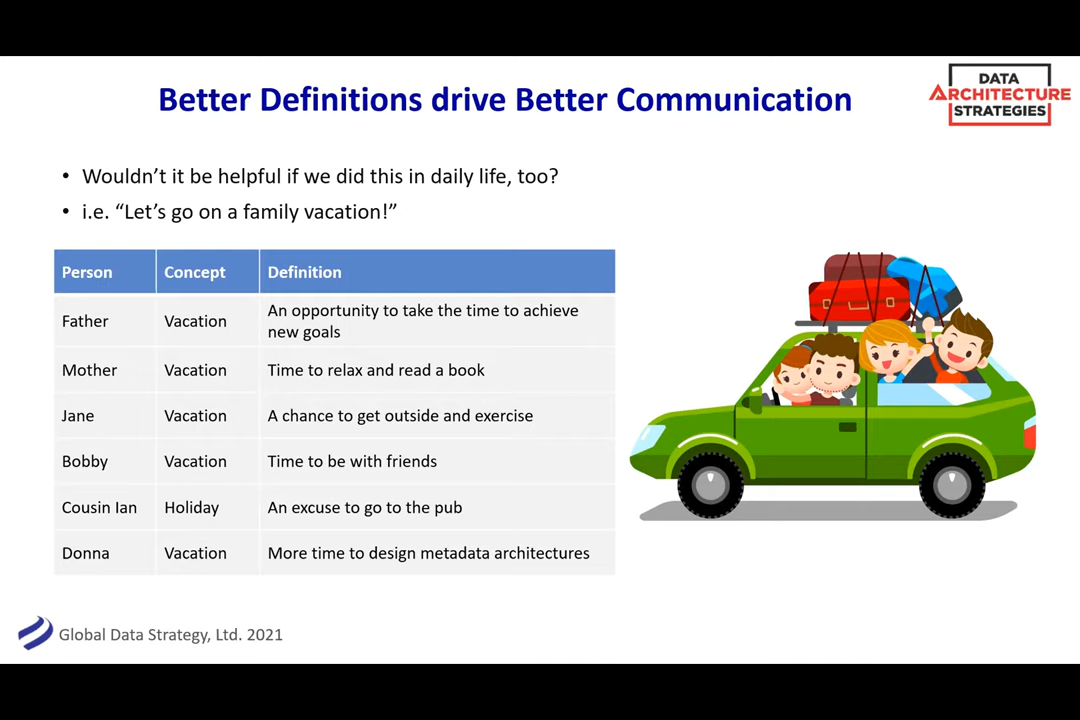 Better Definitions drive Better Communication
DATA
ARCHITECTURE
STRATEGIES
• Wouldn’t it be helpful if we did this in daily life, too?
• i.e. “Let’s go on a family vacation!”
Person Concept Definition
Father Vacation An opportunity to take the time to achieve
new goals
Mother Vacation Time to relax and read a book
Jane Vacation A chance to get outside and exercise
Bobby Vacation Time to be with friends
Cousin Ian Holiday An excuse to go to the pub
Donna Vacation More time to design metadata architectures
Global Data Strategy, Ltd. 2021